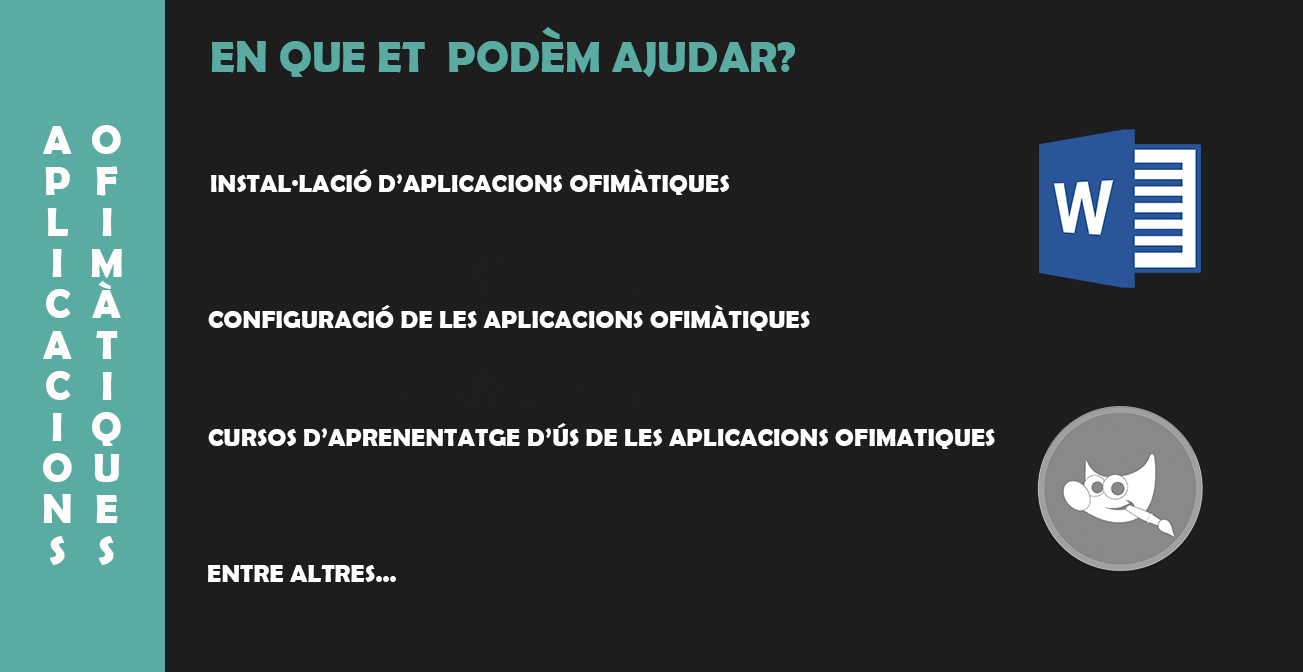 APLICACIONS
OFIMÀTIQUES
EN QUE ET PODÈM AJUDAR?
INSTAL·LACIÓ D’APLICACIONS OFIMÀTIQUES
W
CONFIGURACIÓ DE LES APLICACIONS OFIMÀTIQUES
CURSOS D’APRENENTATGE D’ÚS DE LES APLICACIONS OFIMATIQUES
ENTRE ALTRES...